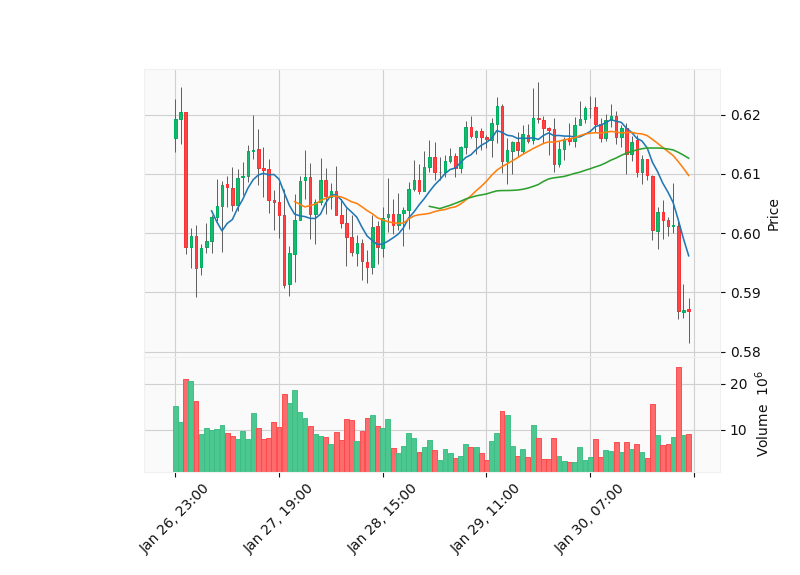 0.62
0.61
0.60
0.59
0.58
Price
20
10
Volume 10^6
Jan 26, 23:00
Jan 27, 19:00
Jan 28, 15:00
Jan 29, 11:00
Jan 30, 07:00